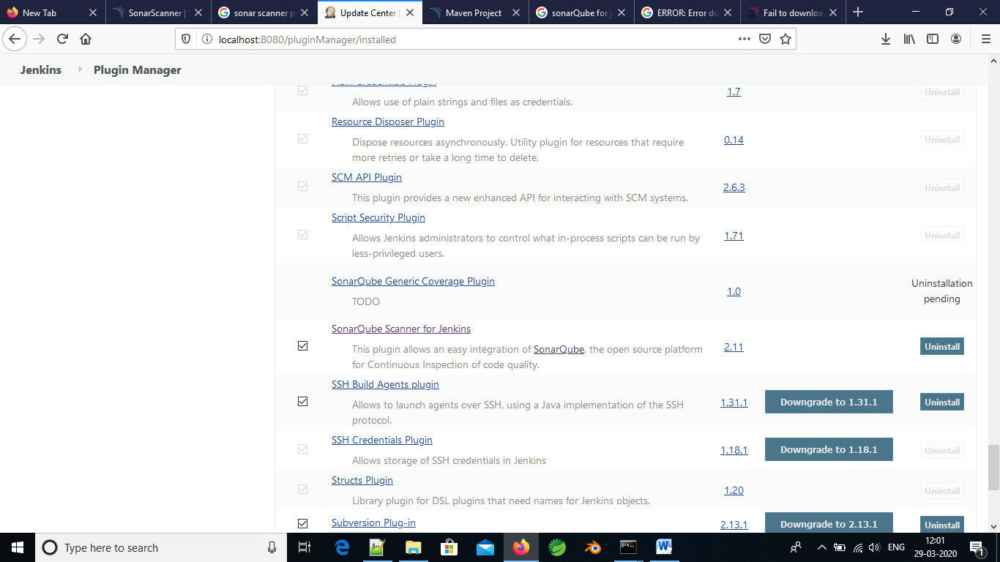 New Tab
SonarScanner |
sonar scanner p
Update Center [
Maven Project
sonarQube for j
ERROR: Error du
Fail to downloa
localhost:8080/pluginManager/installed
Jenkins
Plugin Manager
Plain Credentials Plugin
Allows use of plain strings and files as credentials.
1.7
Uninstall
Resource Disposer Plugin
Dispose resources asynchronously. Utility plugin for resources that require
more retries or take a long time to delete.
0.14
Uninstall
SCM API Plugin
This plugin provides a new enhanced API for interacting with SCM systems.
2.6.3
Uninstall
Script Security Plugin
Allows Jenkins administrators to control what in-process scripts can be run by
less-privileged users.
1.71
Uninstall
SonarQube Generic Coverage Plugin
TODO
1.0
Uninstallation
pending
SonarQube Scanner for Jenkins
This plugin allows an easy integration of SonarQube, the open source platform
for Continuous Inspection of code quality.
2.11
Uninstall
SSH Build Agents plugin
Allows to launch agents over SSH, using a Java implementation of the SSH
protocol.
1.31.1
Downgrade to 1.31.1
Uninstall
SSH Credentials Plugin
Allows storage of SSH credentials in Jenkins
1.18.1
Downgrade to 1.18.1
Uninstall
Structs Plugin
Library plugin for DSL plugins that need names for Jenkins objects.
1.20
Uninstall
Subversion Plug-in
2.13.1
Downgrade to 2.13.1
Uninstall
Type here to search
ENG
12:01
29-03-2020
1